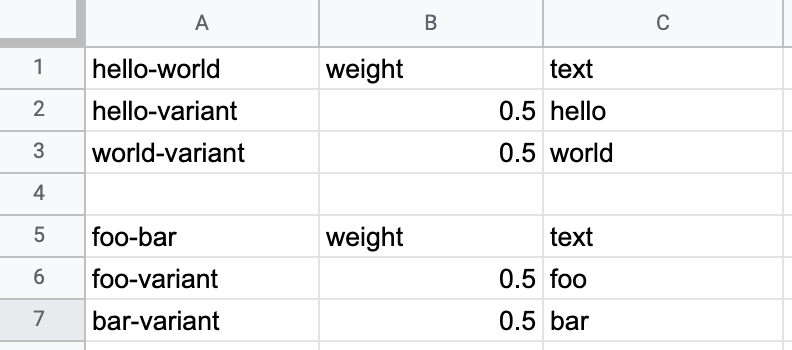 A B C
1 hello-world weight text
2 hello-variant 0.5 hello
3 world-variant 0.5 world
4
5 foo-bar weight text
6 foo-variant 0.5 foo
7 bar-variant 0.5 bar